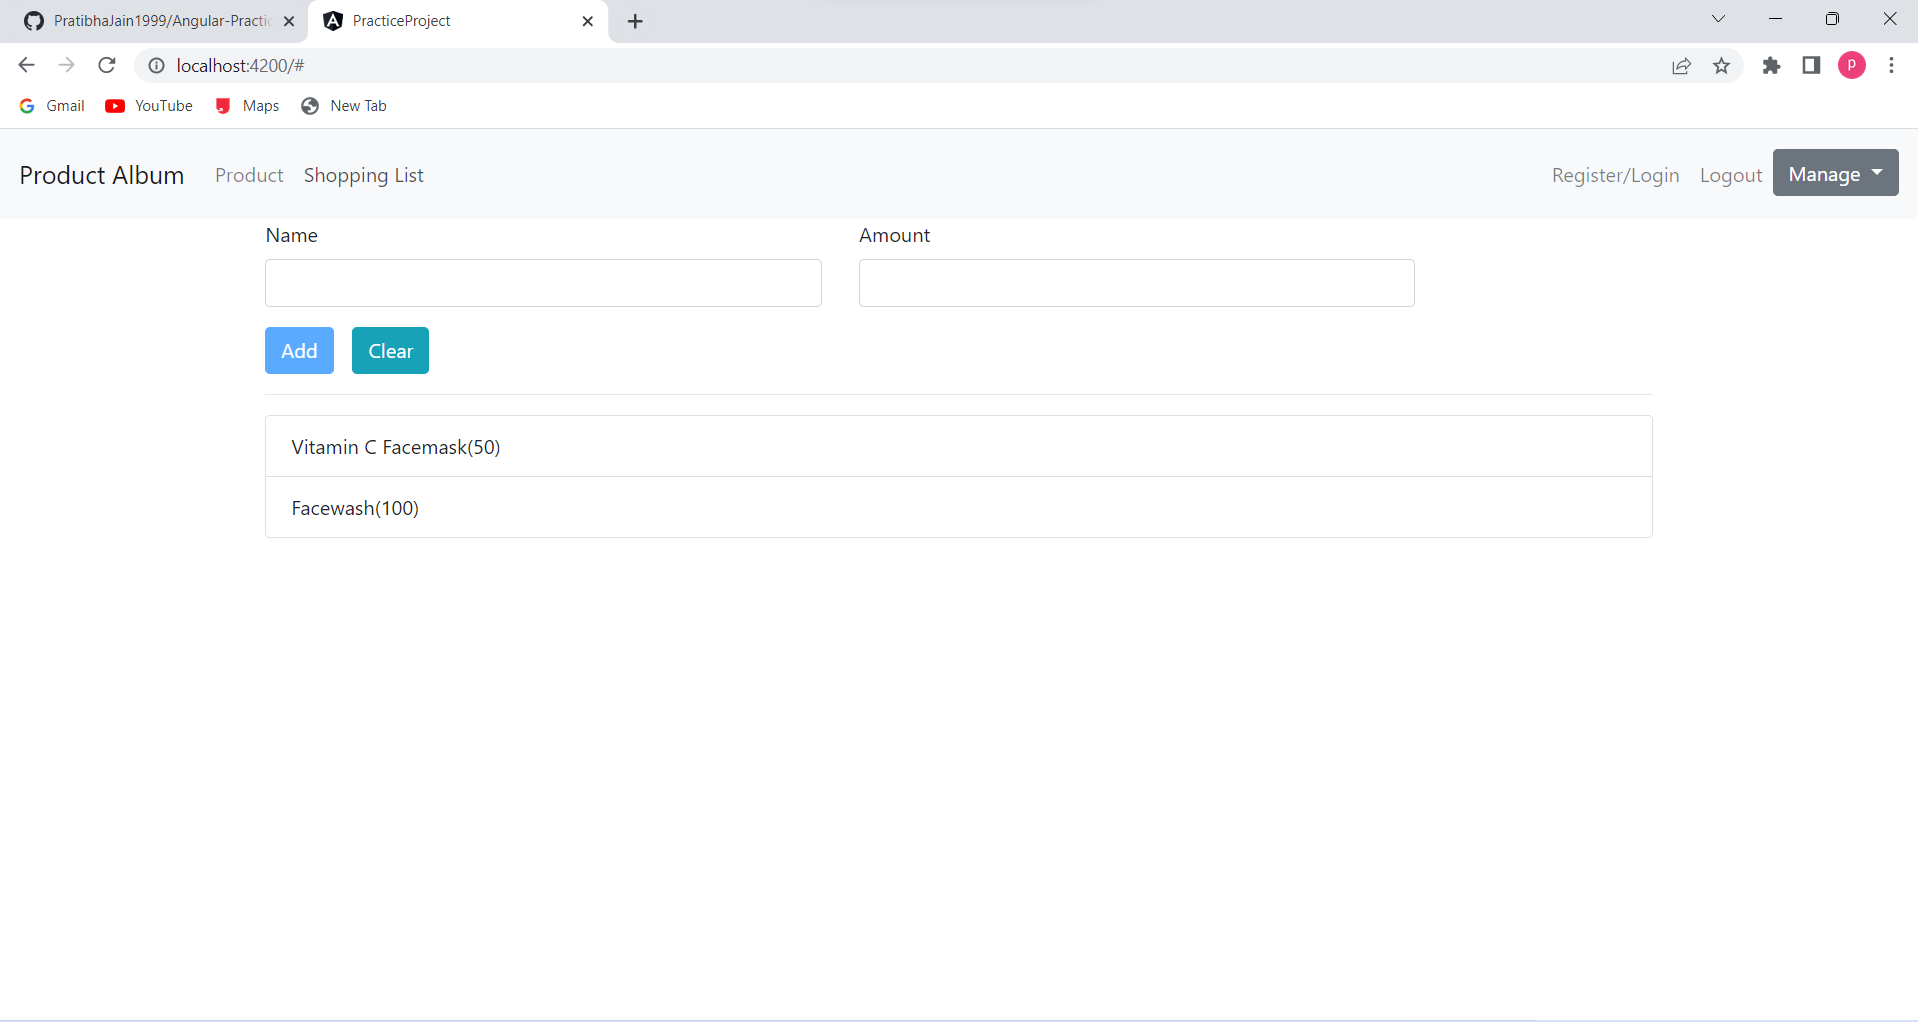 PratibhaJain1999/Angular-Practic
PracticeProject
localhost:4200/#
P
Gmail YouTube Maps New Tab
Product Album Product Shopping List Register/Login Logout Manage
Name Amount
Add Clear
Vitamin C Facemask(50)
Facewash(100)